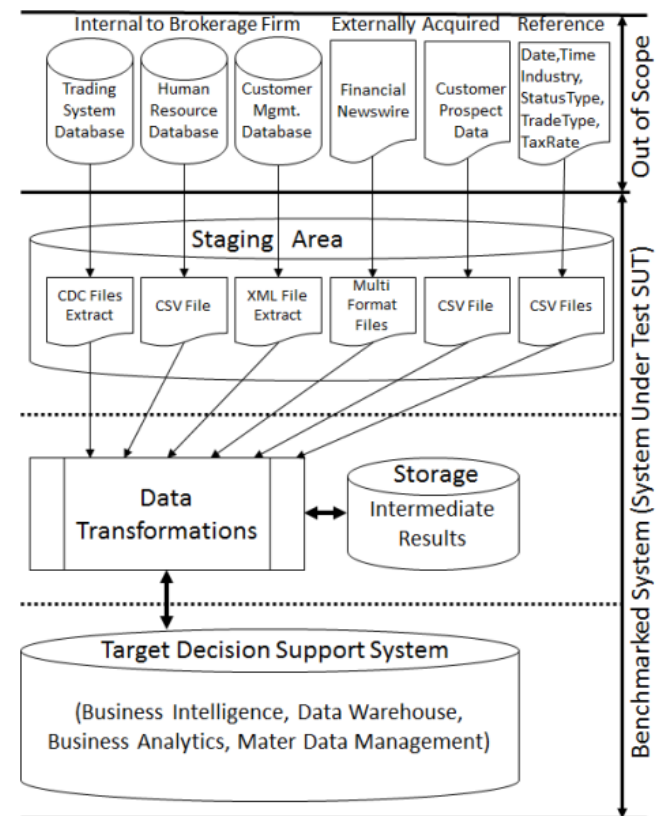 Internal to Brokerage Firm
Externally Acquired
Reference
Trading
System
Database
Human
Resource
Database
Customer
Mgmt.
Database
Financial
Newswire
Customer
Prospect
Data
Date,Time
Industry,
StatusType,
TradeType,
TaxRate
Out of Scope
Staging Area
CDC Files
Extract
CSV File
XML File
Extract
Multi
Format
Files
CSV File
CSV Files
Data
Transformations
Storage
Intermediate
Results
Target Decision Support System
(Business Intelligence, Data Warehouse,
Business Analytics, Mater Data Management)
Benchmarked System (System Under Test SUT)